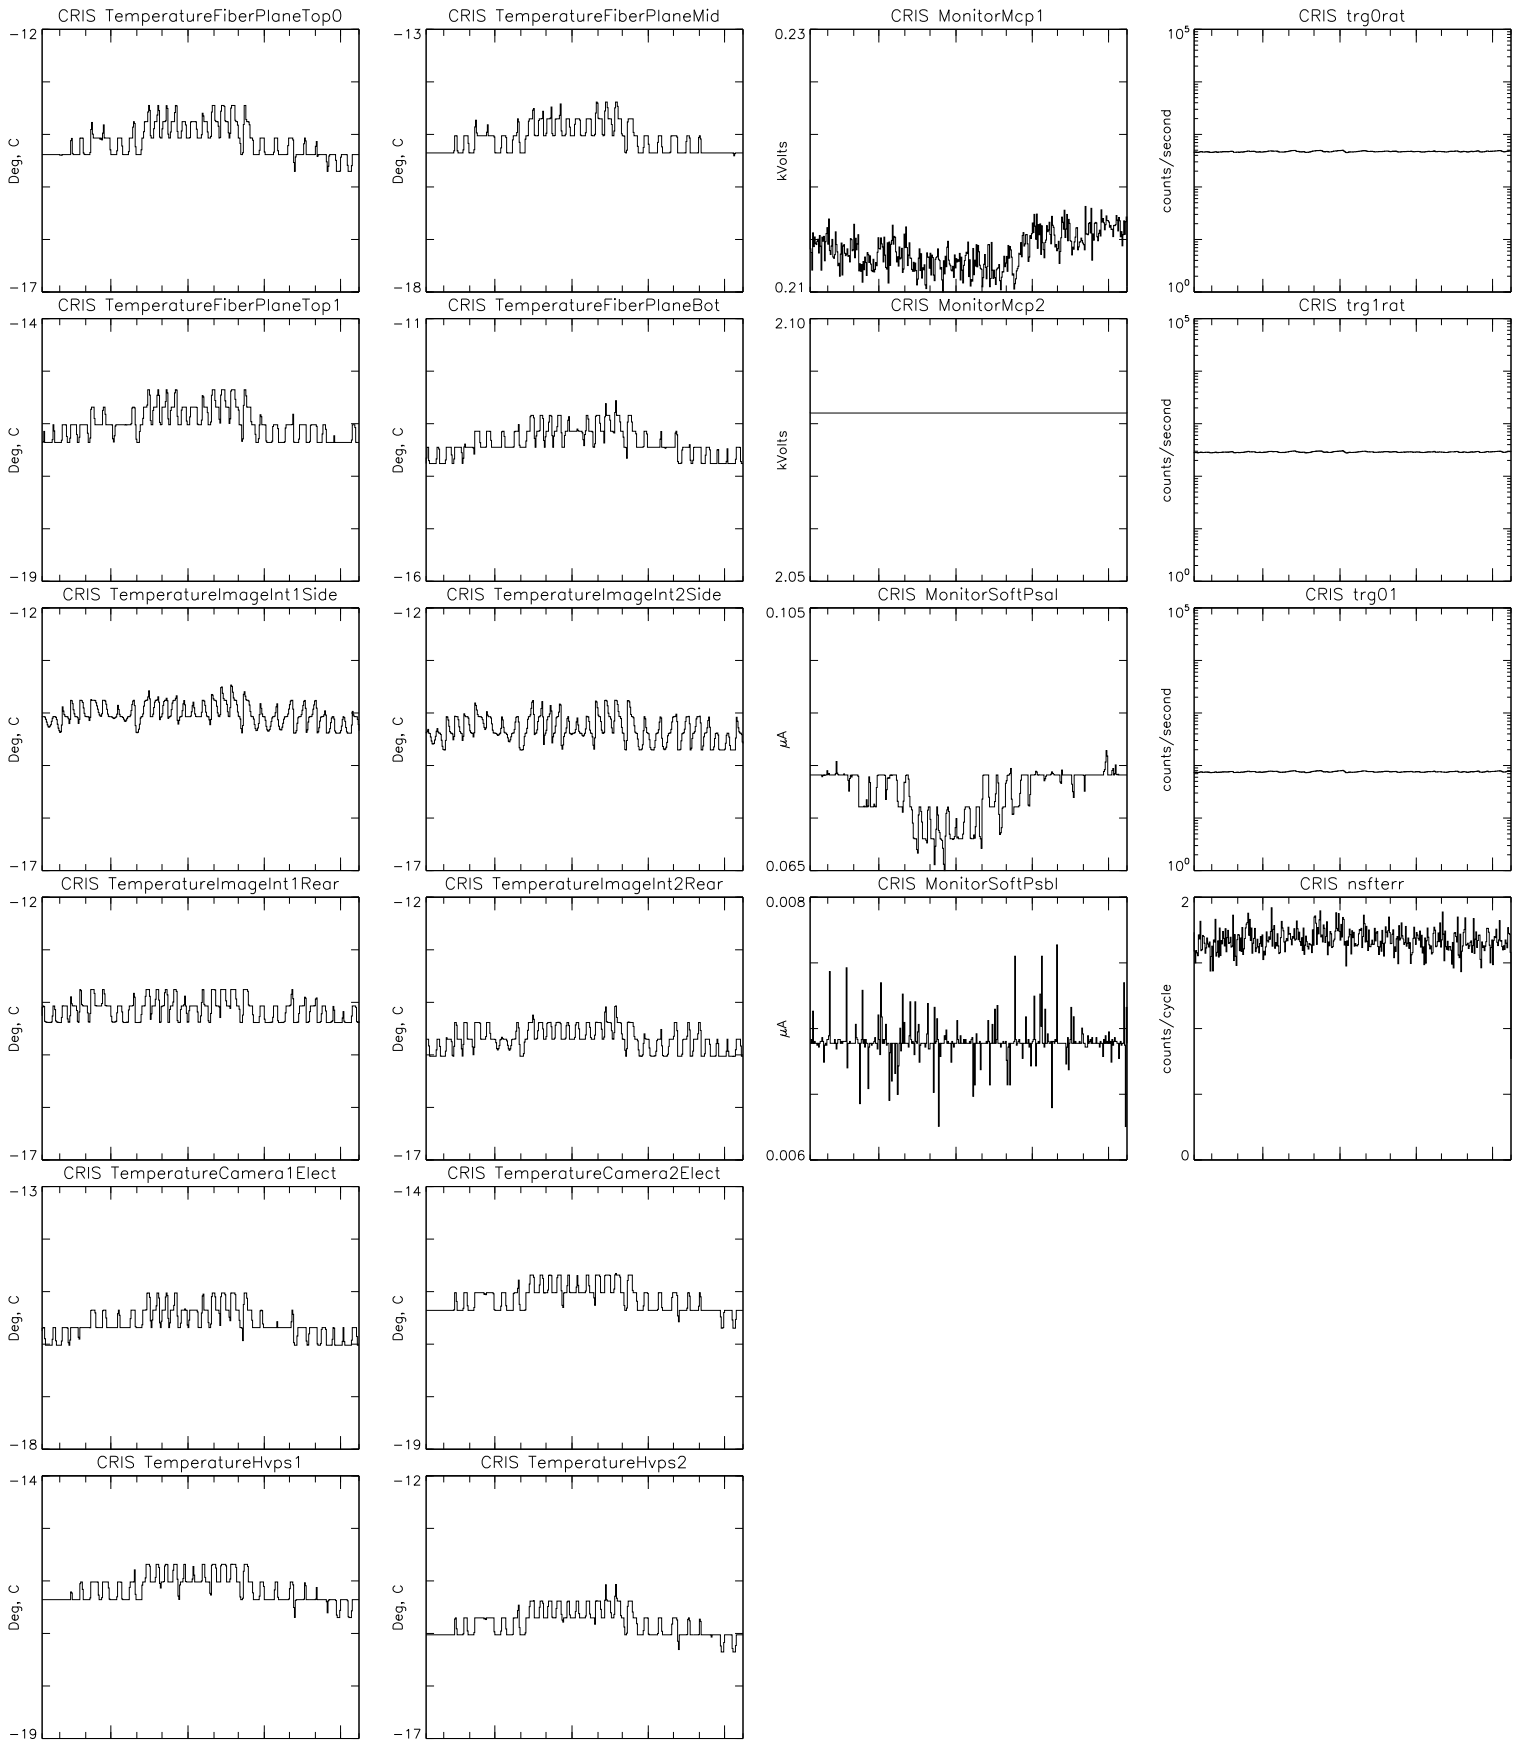 CRIS TemperatureFiberPlaneTop0
-12
Deg, C
-17
CRIS TemperatureFiberPlaneMid
-13
Deg, C
-18
CRIS MonitorMcp1
0.23
kVolts
0.21
CRIS trg0rat
10⁵
counts/second
10⁰
CRIS TemperatureFiberPlaneTop1
-14
Deg, C
-19
CRIS TemperatureFiberPlaneBot
-11
Deg, C
-16
CRIS MonitorMcp2
2.10
kVolts
2.05
CRIS trg1rat
10⁵
counts/second
10⁰
CRIS TemperatureImageInt1Side
-12
Deg, C
-17
CRIS TemperatureImageInt2Side
-12
Deg, C
-17
CRIS MonitorSoftPsaI
0.105
μA
0.065
CRIS trg01
10⁵
counts/second
10⁰
CRIS TemperatureImageInt1Rear
-12
Deg, C
-17
CRIS TemperatureImageInt2Rear
-12
Deg, C
-17
CRIS MonitorSoftPsbI
0.008
μA
0.006
CRIS nsfterr
2
counts/cycle
0
CRIS TemperatureCamera1Elect
-13
Deg, C
-18
CRIS TemperatureCamera2Elect
-14
Deg, C
-19
CRIS TemperatureHvps1
-14
Deg, C
-19
CRIS TemperatureHvps2
-12
Deg, C
-17